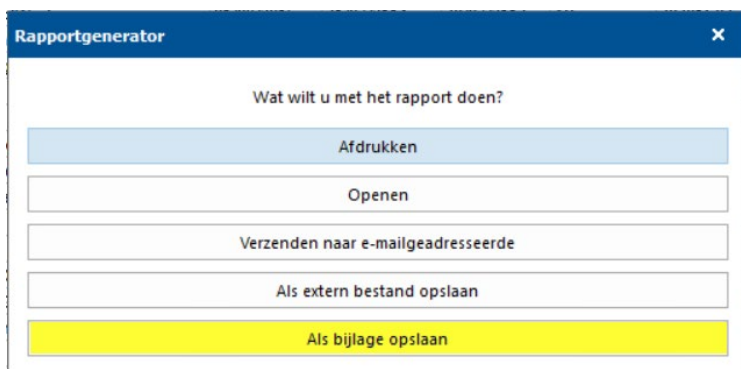 Rapportgenerator
Wat wilt u met het rapport doen?
Afdrukken
Openen
Verzenden naar e-mailgeadresseerde
Als extern bestand opslaan
Als bijlage opslaan